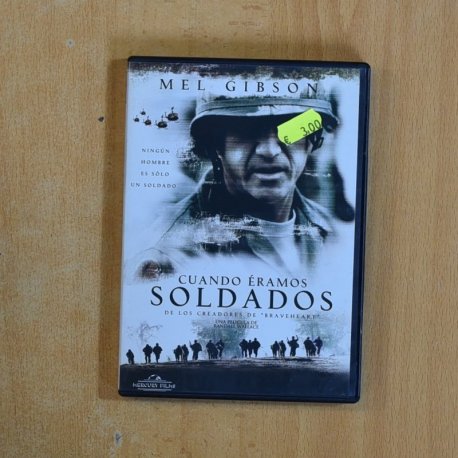 MEL GIBSON
€ 3,00
NINGÚN
HOMBRE
ES SÓLO
UN SOLDADO
CUANDO ÉRAMOS
SOLDADOS
DE LOS CREADORES DE "BRAVEHEART"
UNA PELÍCULA DE
RANDALL WALLACE
MERCURY FILMS